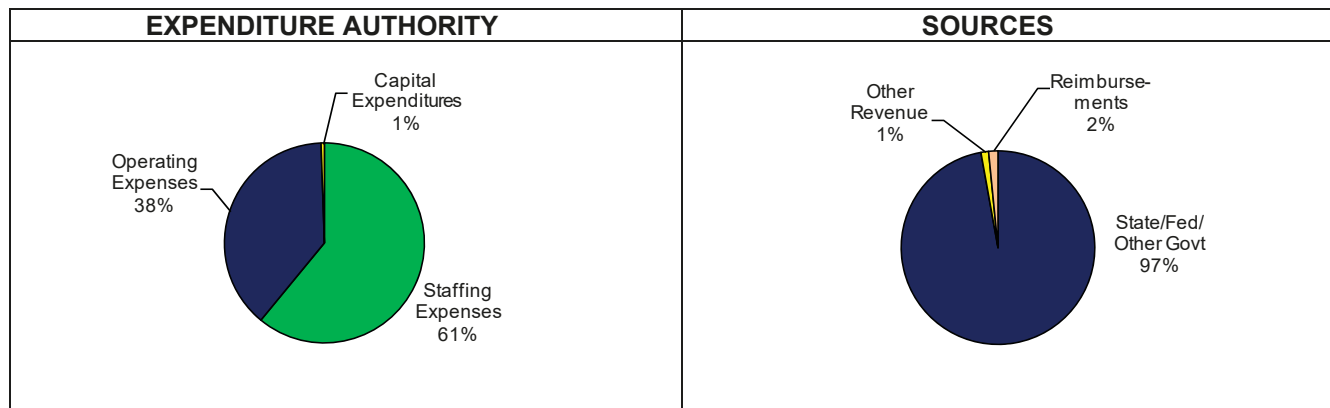 EXPENDITURE AUTHORITY
Capital
Expenditures
1%
Operating
Expenses
38%
Staffing
Expenses
61%
SOURCES
Other
Revenue
1%
Reimburse-
ments
2%
State/Fed/
Other Govt
97%